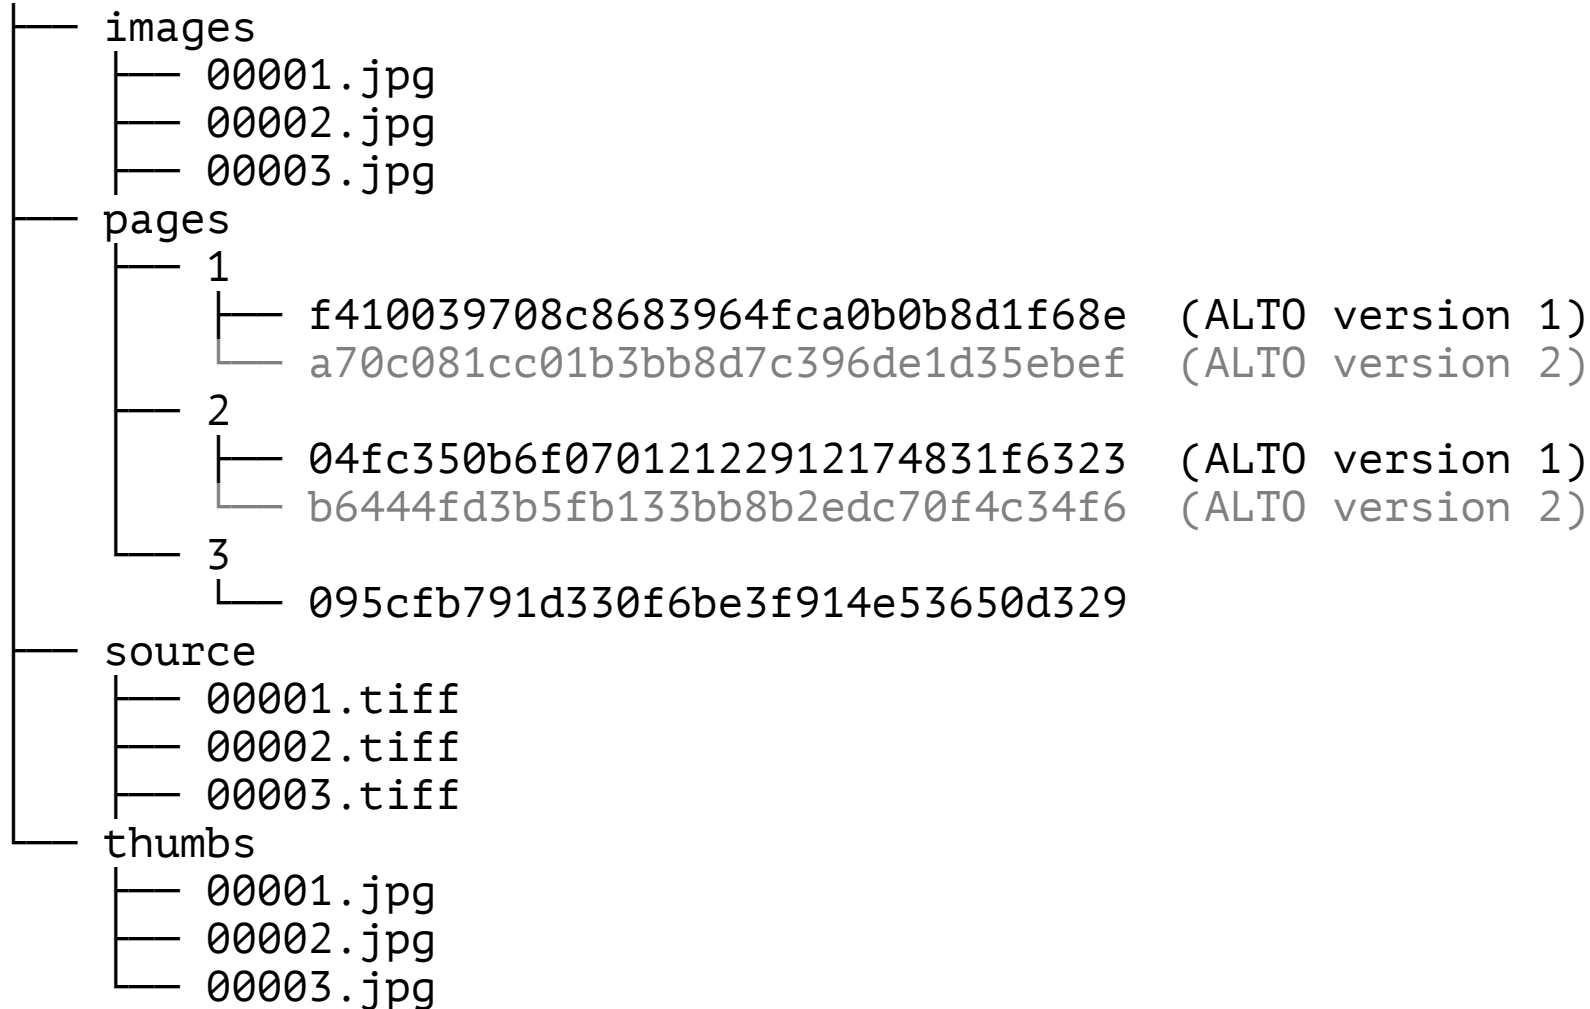 ├── images
│   ├── 00001.jpg
│   ├── 00002.jpg
│   ├── 00003.jpg
├── pages
│   ├── 1
│   │   ├── f410039708c8683964fca0b0b8d1f68e (ALTO version 1)
│   │   └── a70c081cc01b3bb8d7c396de1d35ebef (ALTO version 2)
│   ├── 2
│   │   ├── 04fc350b6f07012122912174831f6323 (ALTO version 1)
│   │   └── b6444fd3b5fb133bb8b2edc70f4c34f6 (ALTO version 2)
│   └── 3
│       └── 095cfb791d330f6be3f914e53650d329
├── source
│   ├── 00001.tiff
│   ├── 00002.tiff
│   ├── 00003.tiff
└── thumbs
    ├── 00001.jpg
    ├── 00002.jpg
    └── 00003.jpg